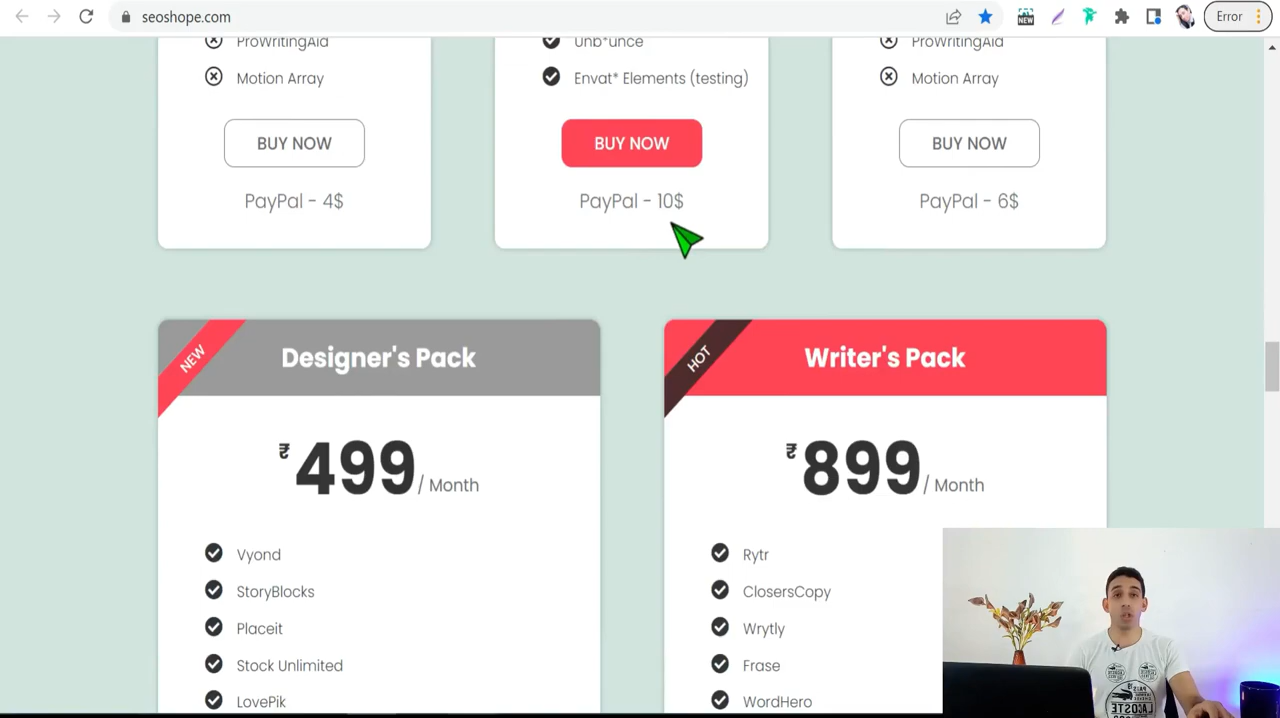 seoshope.com
NEW
Error
ProWritingAid
Motion Array
BUY NOW
PayPal - 4$
Unb*unce
Envat* Elements (testing)
BUY NOW
PayPal - 10$
ProWritingAid
Motion Array
BUY NOW
PayPal - 6$
NEW
Designer's Pack
₹499/ Month
Vyond
StoryBlocks
Placeit
Stock Unlimited
LovePik
HOT
Writer's Pack
₹899/ Month
Rytr
ClosersCopy
Wrytly
Frase
WordHero
LACOSTE